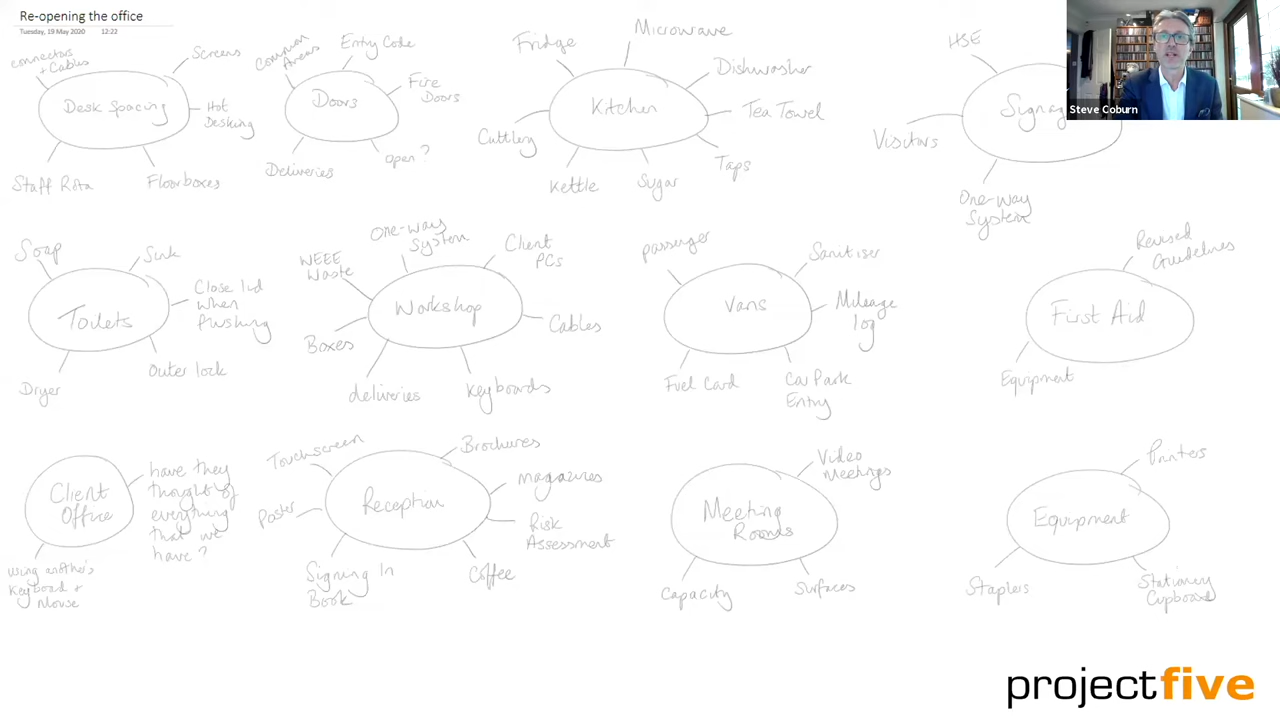 Re-opening the office
Tuesday, 19 May 2020 12:22
Steve Coburn
connectors
+ Cables
Screens
Desk Spacing
Hot
Desking
Staff Rota
Floorboxes
Common
Areas
Entry Code
Doors
Fire
Doors
Deliveries
open?
Fridge
Microwave
Dishwasher
Kitchen
Tea Towel
Cuttlery
Taps
Kettle
Sugar
HSE
Visitors
One-way
System
Soap
Sink
Toilets
Close lid
when
flushing
Dryer
Outer lock
WEEE
Waste
One-way
System
Client
PCs
Workshop
Boxes
Cables
deliveries
Keyboards
passenger
Sanitiser
Vans
Mileage
log
Fuel Card
Car Park
Entry
Revised
Guidelines
First Aid
Equipment
Client
Office
have they
thought of
everything
that we
have?
using another's
Keyboard +
Mouse
Touchscreen
Brochures
Reception
magazines
Poster
Risk
Assessment
Signing In
Book
Coffee
Video
Meetings
Meeting
Rooms
Capacity
Surfaces
Printers
Equipment
Staplers
Stationery
Cupboard
projectfive